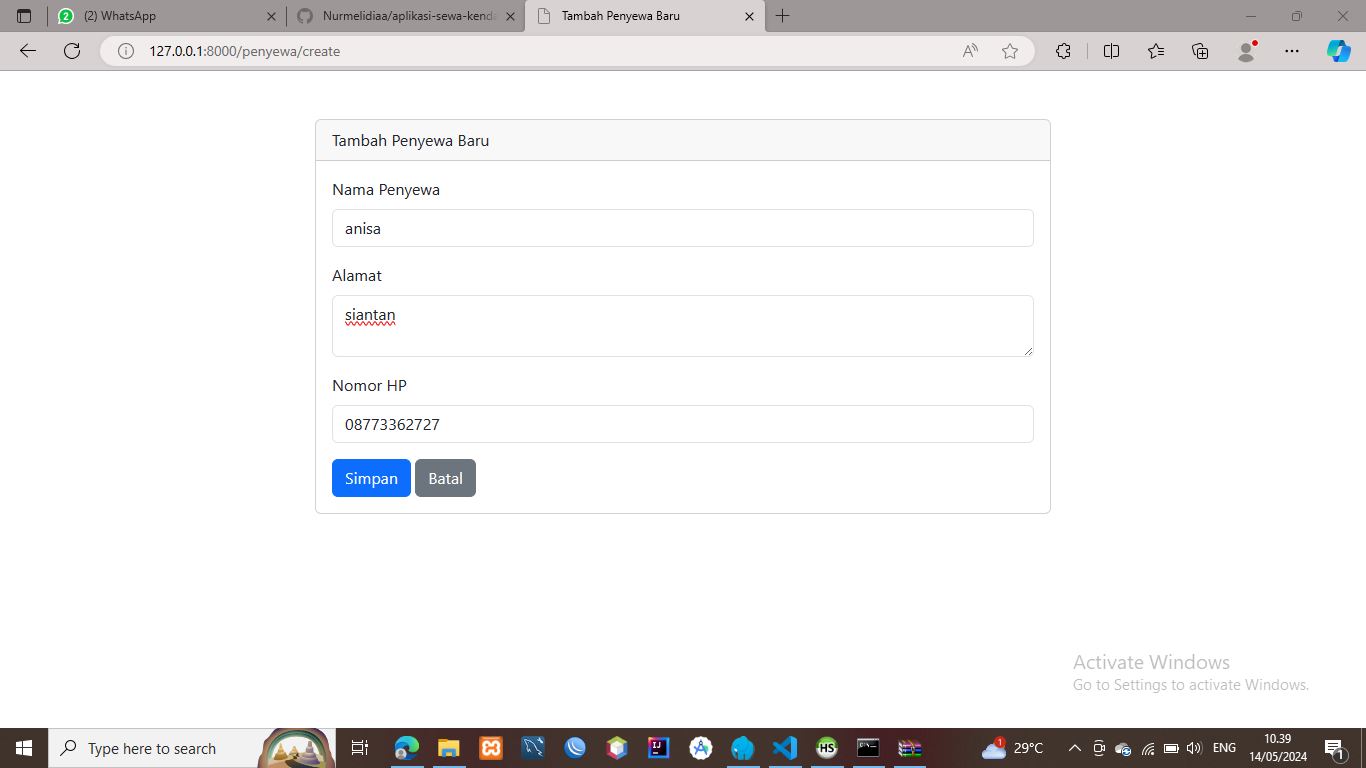 (2) WhatsApp
Nurmelidiaa/aplikasi-sewa-kenda
Tambah Penyewa Baru
127.0.0.1:8000/penyewa/create
Tambah Penyewa Baru
Nama Penyewa
anisa
Alamat
siantan
Nomor HP
08773362727
Simpan Batal
Activate Windows
Go to Settings to activate Windows.
Type here to search
29°C
ENG
10.39
14/05/2024